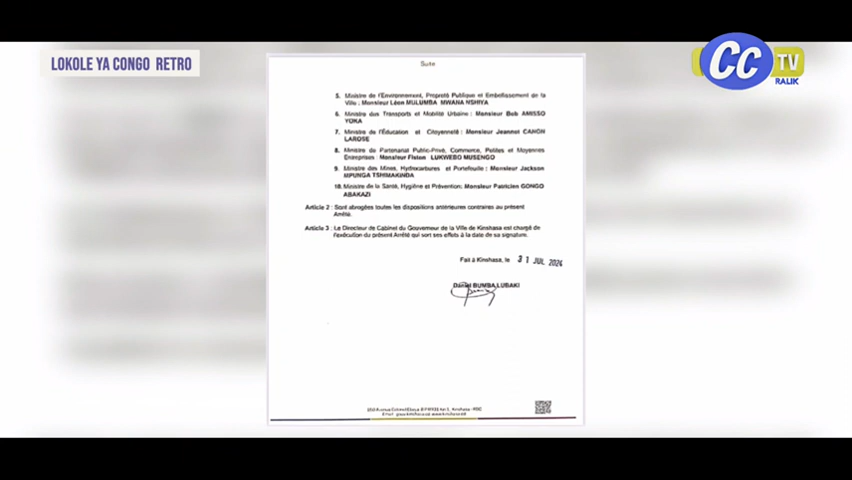 LOKOLE YA CONGO RETRO
CC TV
RALIK
Suite
5. Ministre de l'Environnement, Propreté Publique et Embellissement de la
Ville : Monsieur Léon MULUMBA MWANA NSHIYA
6. Ministre des Transports et Mobilité Urbaine : Monsieur Bob AMISSO
YOKA
7. Ministre de l'Éducation et Citoyenneté : Monsieur Jeannot CANON
LAROSE
8. Ministre de Partenariat Public-Privé, Commerce, Petites et Moyennes
Entreprises : Monsieur Fiston LUKWEBO MUSENGO
9. Ministre des Mines, Hydrocarbures et Portefeuille : Monsieur Jackson
MPUNGA TSHIMAKINDA
10. Ministre de la Santé, Hygiène et Prévention : Monsieur Patricien GONGO
ABAKAZI
Article 2 : Sont abrogées toutes les dispositions antérieures contraires au présent
Arrêté.
Article 3 : Le Directeur de Cabinet du Gouverneur de la Ville de Kinshasa est chargé de
l'exécution du présent Arrêté qui sort ses effets à la date de sa signature.
Fait à Kinshasa, le 31 JUL 2024
Daniel BUMBA LUBAKI